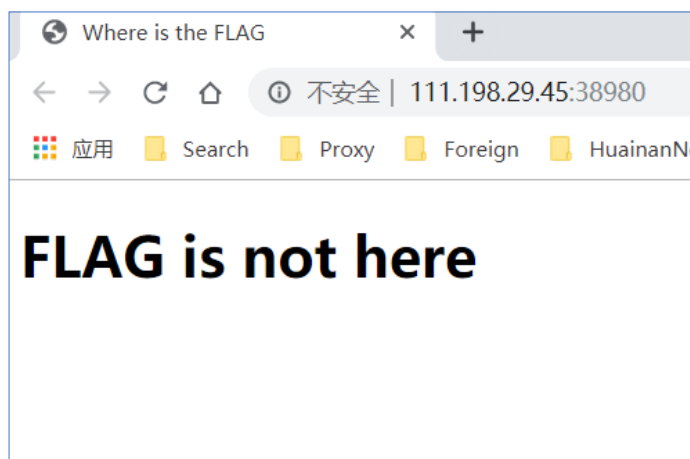 Where is the FLAG
不安全 | 111.198.29.45:38980
应用 Search Proxy Foreign HuainanN
FLAG is not here